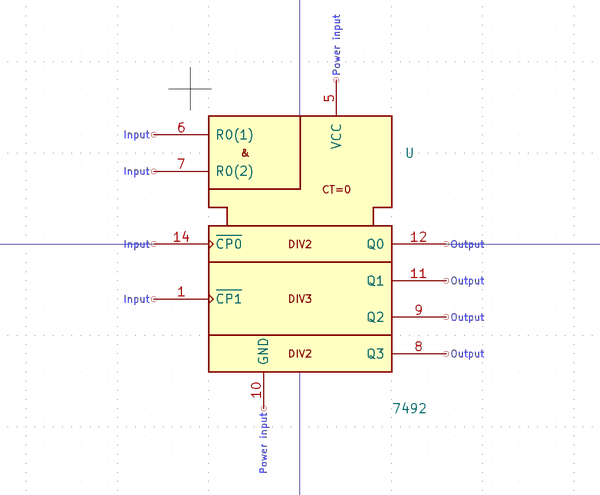 Power input
5
VCC
U
Input 6 R0(1)
&
Input 7 R0(2)
CT=0
Input 14 CP0 DIV2 Q0 12 Output
Q1 11 Output
Input 1 CP1 DIV3
Q2 9 Output
GND DIV2 Q3 8 Output
10
Power input
7492